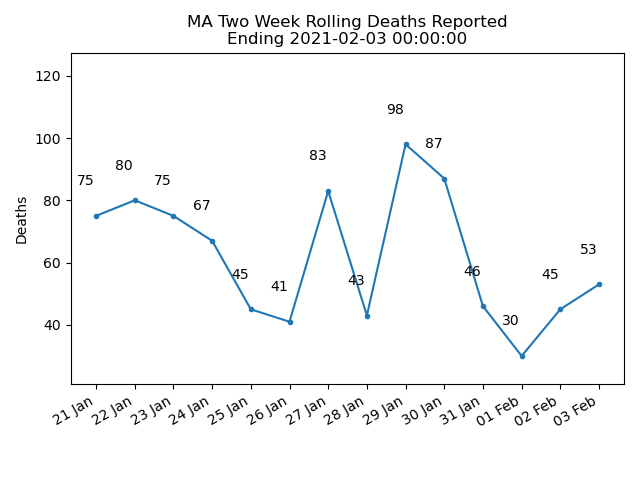 MA Two Week Rolling Deaths Reported
Ending 2021-02-03 00:00:00
Deaths
120
100
80
60
40
75
80
75
67
45
41
83
43
98
87
46
30
45
53
21 Jan
22 Jan
23 Jan
24 Jan
25 Jan
26 Jan
27 Jan
28 Jan
29 Jan
30 Jan
31 Jan
01 Feb
02 Feb
03 Feb